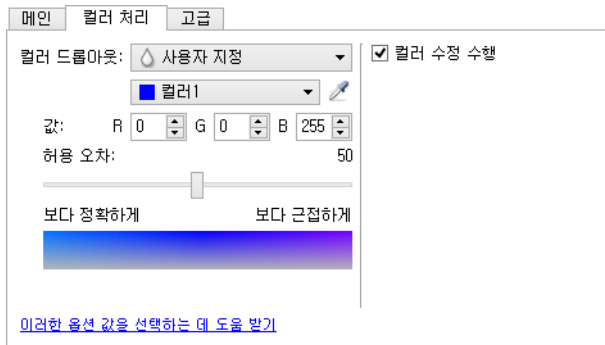 메인 컬러 처리 고급
컬러 드롭아웃: 사용자 지정 컬러 수정 수행
컬러1
값: R 0 G 0 B 255
허용 오차: 50
보다 정확하게 보다 근접하게
이러한 옵션 값을 선택하는 데 도움 받기